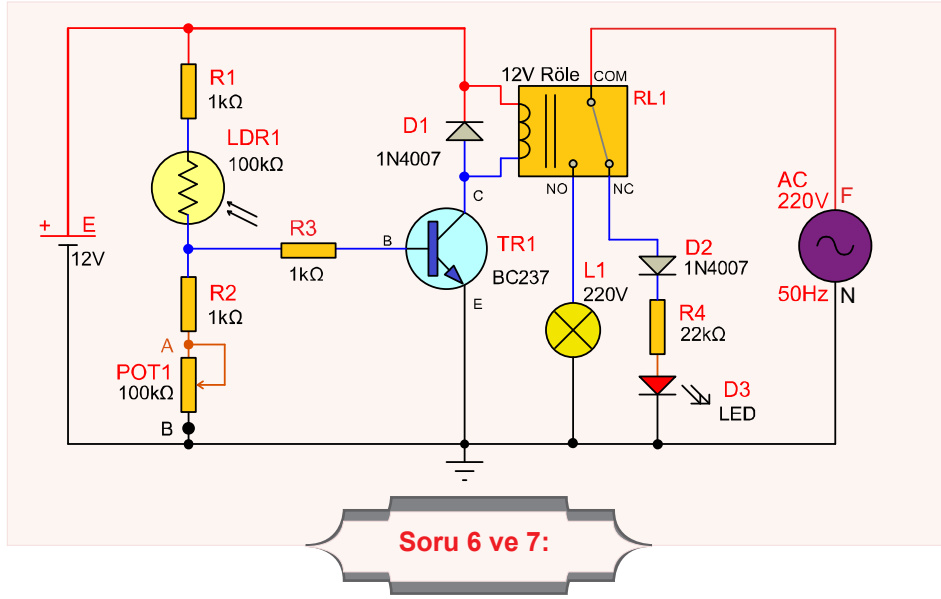 12V Röle
COM
RL1
R1
1kΩ
LDR1
100kΩ
D1
1N4007
NO
NC
C
AC
220V
F
+ E
12V
R3
1kΩ
B
TR1
BC237
E
D2
1N4007
L1
220V
50Hz
N
R2
1kΩ
R4
22kΩ
A
POT1
100kΩ
B
D3
LED
Soru 6 ve 7: